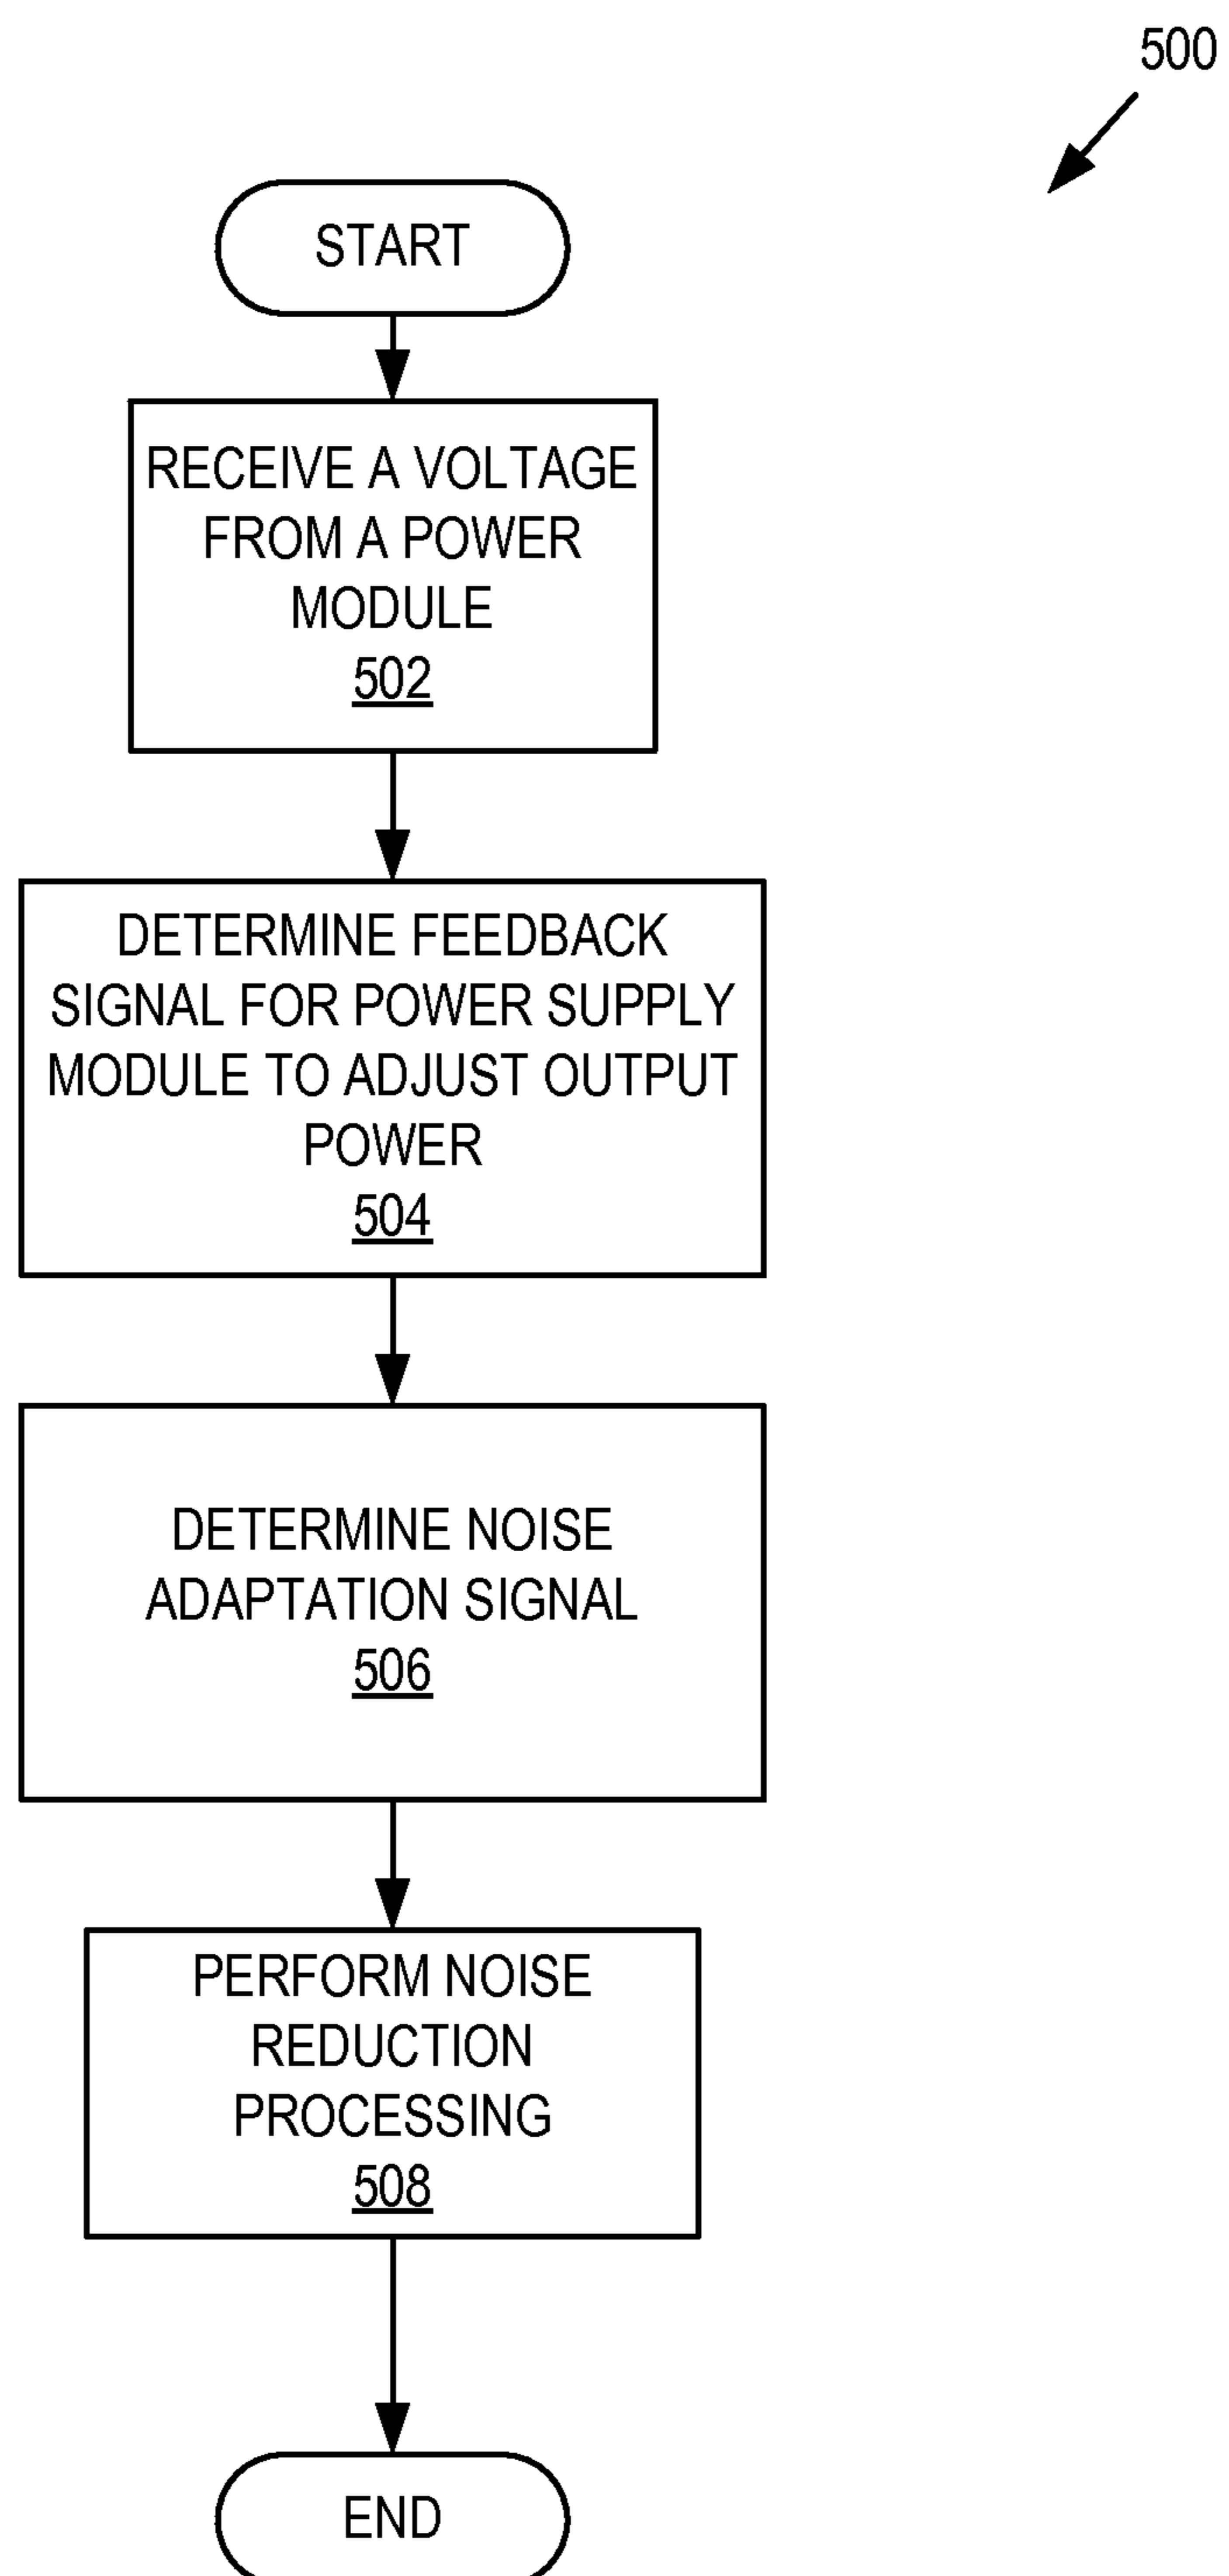 500
START
RECEIVE A VOLTAGE
FROM A POWER
MODULE
502
DETERMINE FEEDBACK
SIGNAL FOR POWER SUPPLY
MODULE TO ADJUST OUTPUT
POWER
504
DETERMINE NOISE
ADAPTATION SIGNAL
506
PERFORM NOISE
REDUCTION
PROCESSING
508
END